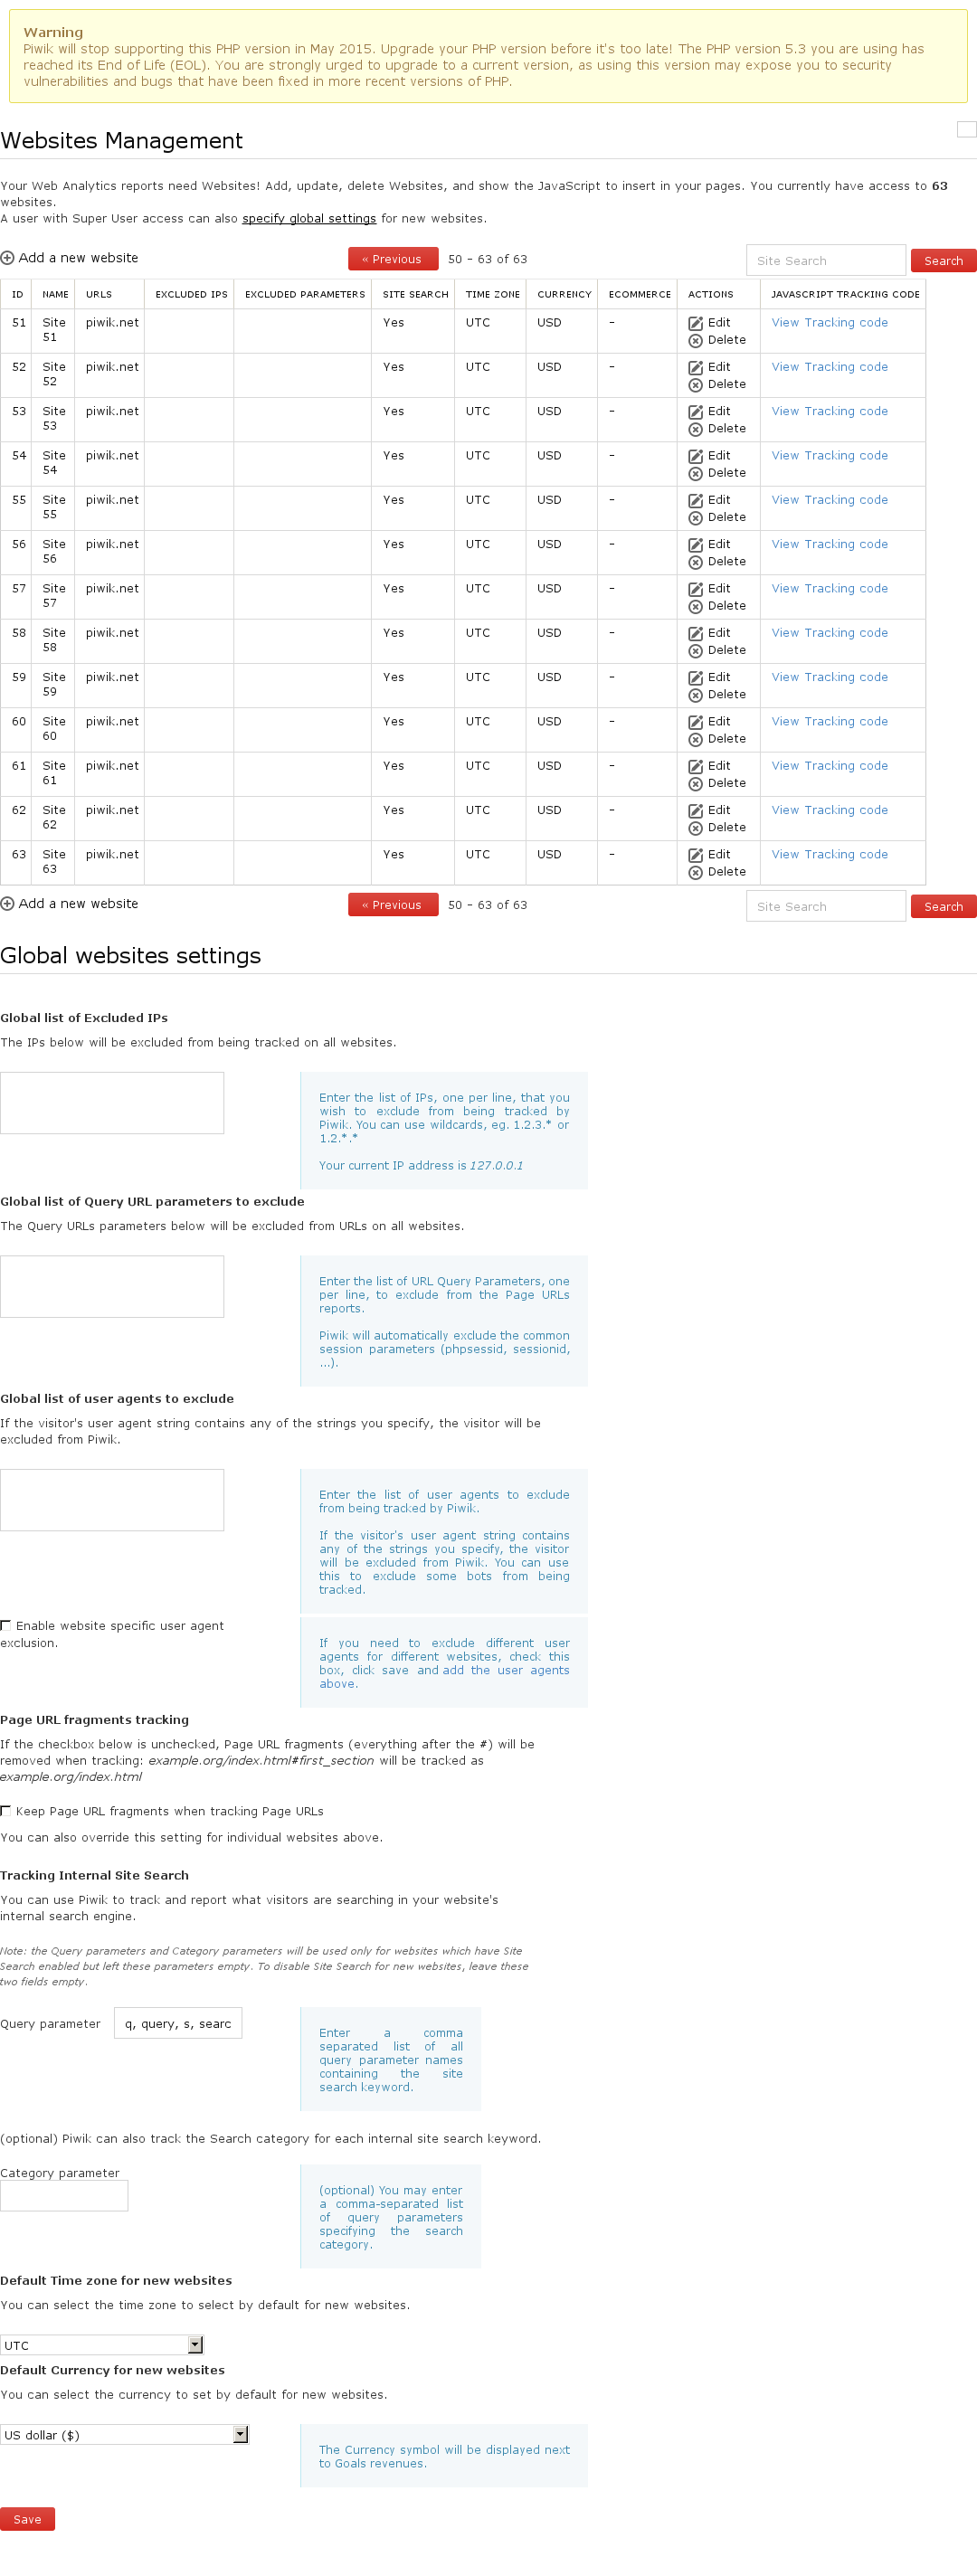 Warning
Piwik will stop supporting this PHP version in May 2015. Upgrade your PHP version before it's too late! The PHP version 5.3 you are using has
reached its End of Life (EOL). You are strongly urged to upgrade to a current version, as using this version may expose you to security
vulnerabilities and bugs that have been fixed in more recent versions of PHP.
Websites Management
Your Web Analytics reports need Websites! Add, update, delete Websites, and show the JavaScript to insert in your pages. You currently have access to 63
websites.
A user with Super User access can also specify global settings for new websites.
Add a new website « Previous 50 - 63 of 63 Site Search Search
ID NAME URLS EXCLUDED IPS EXCLUDED PARAMETERS SITE SEARCH TIME ZONE CURRENCY ECOMMERCE ACTIONS JAVASCRIPT TRACKING CODE
51 Site piwik.net Yes UTC USD - Edit View Tracking code
51 Delete
52 Site piwik.net Yes UTC USD - Edit View Tracking code
52 Delete
53 Site piwik.net Yes UTC USD - Edit View Tracking code
53 Delete
54 Site piwik.net Yes UTC USD - Edit View Tracking code
54 Delete
55 Site piwik.net Yes UTC USD - Edit View Tracking code
55 Delete
56 Site piwik.net Yes UTC USD - Edit View Tracking code
56 Delete
57 Site piwik.net Yes UTC USD - Edit View Tracking code
57 Delete
58 Site piwik.net Yes UTC USD - Edit View Tracking code
58 Delete
59 Site piwik.net Yes UTC USD - Edit View Tracking code
59 Delete
60 Site piwik.net Yes UTC USD - Edit View Tracking code
60 Delete
61 Site piwik.net Yes UTC USD - Edit View Tracking code
61 Delete
62 Site piwik.net Yes UTC USD - Edit View Tracking code
62 Delete
63 Site piwik.net Yes UTC USD - Edit View Tracking code
63 Delete
Add a new website « Previous 50 - 63 of 63 Site Search Search
Global websites settings
Global list of Excluded IPs
The IPs below will be excluded from being tracked on all websites.
Enter the list of IPs, one per line, that you
wish to exclude from being tracked by
Piwik. You can use wildcards, eg. 1.2.3.* or
1.2.*.*
Your current IP address is 127.0.0.1
Global list of Query URL parameters to exclude
The Query URLs parameters below will be excluded from URLs on all websites.
Enter the list of URL Query Parameters, one
per line, to exclude from the Page URLs
reports.
Piwik will automatically exclude the common
session parameters (phpsessid, sessionid,
...).
Global list of user agents to exclude
If the visitor's user agent string contains any of the strings you specify, the visitor will be
excluded from Piwik.
Enter the list of user agents to exclude
from being tracked by Piwik.
If the visitor's user agent string contains
any of the strings you specify, the visitor
will be excluded from Piwik. You can use
this to exclude some bots from being
tracked.
Enable website specific user agent
exclusion.
If you need to exclude different user
agents for different websites, check this
box, click save and add the user agents
above.
Page URL fragments tracking
If the checkbox below is unchecked, Page URL fragments (everything after the #) will be
removed when tracking: example.org/index.html#first_section will be tracked as
example.org/index.html
Keep Page URL fragments when tracking Page URLs
You can also override this setting for individual websites above.
Tracking Internal Site Search
You can use Piwik to track and report what visitors are searching in your website's
internal search engine.
Note: the Query parameters and Category parameters will be used only for websites which have Site
Search enabled but left these parameters empty. To disable Site Search for new websites, leave these
two fields empty.
Query parameter q, query, s, searc
Enter a comma
separated list of all
query parameter names
containing the site
search keyword.
(optional) Piwik can also track the Search category for each internal site search keyword.
Category parameter
(optional) You may enter
a comma-separated list
of query parameters
specifying the search
category.
Default Time zone for new websites
You can select the time zone to select by default for new websites.
UTC
Default Currency for new websites
You can select the currency to set by default for new websites.
US dollar ($)
The Currency symbol will be displayed next
to Goals revenues.
Save